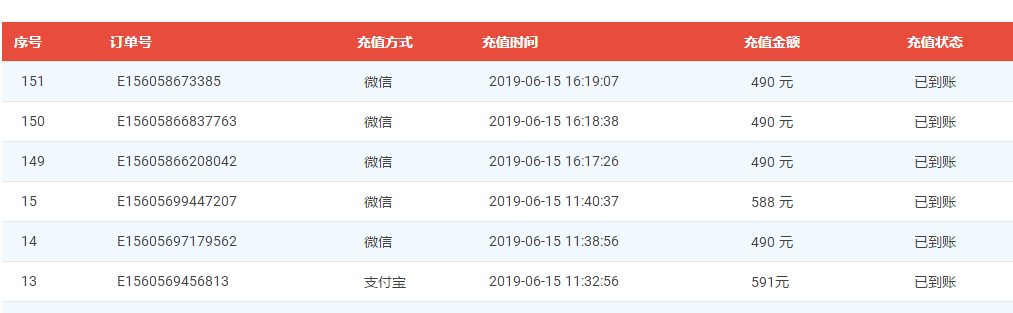 序号 订单号 充值方式 充值时间 充值金额 充值状态
151 E156058673385 微信 2019-06-15 16:19:07 490 元 已到账
150 E15605866837763 微信 2019-06-15 16:18:38 490 元 已到账
149 E15605866208042 微信 2019-06-15 16:17:26 490 元 已到账
15 E15605699447207 微信 2019-06-15 11:40:37 588 元 已到账
14 E15605697179562 微信 2019-06-15 11:38:56 490 元 已到账
13 E1560569456813 支付宝 2019-06-15 11:32:56 591元 已到账